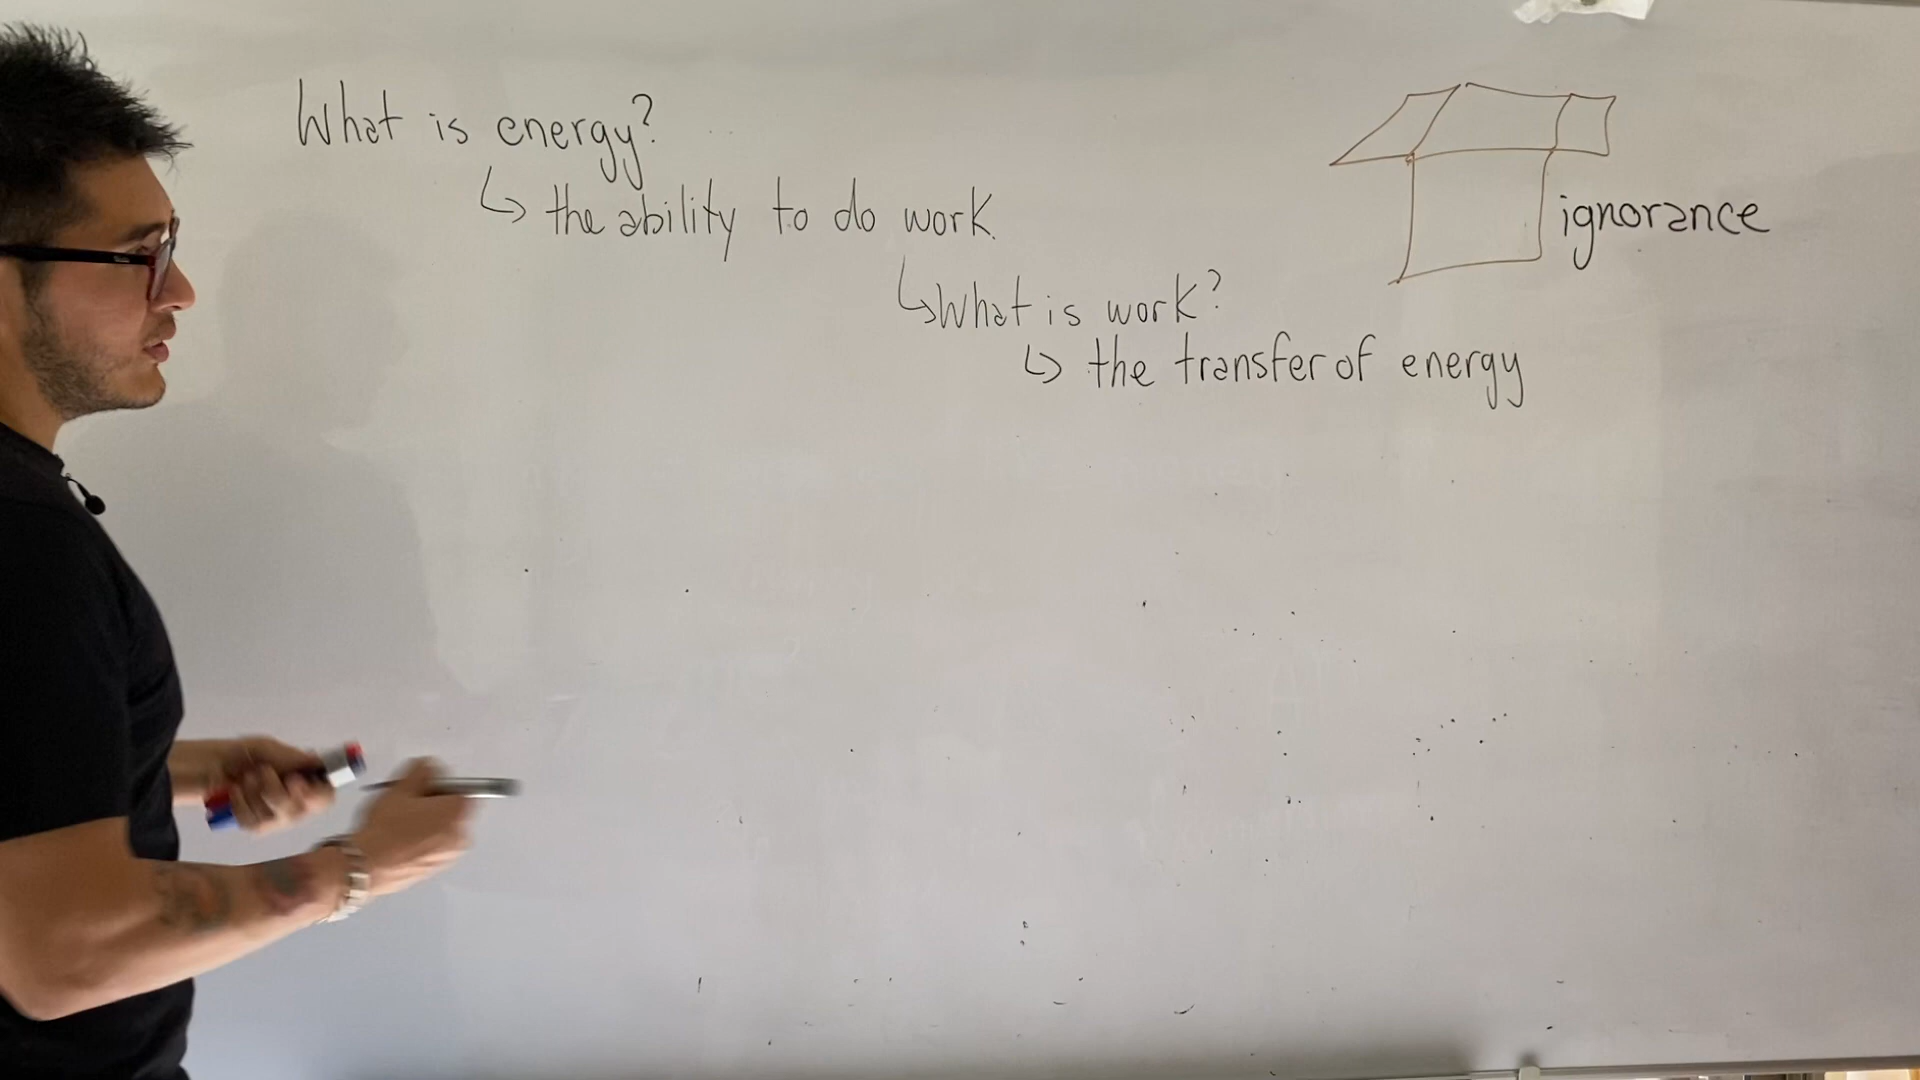 What is energy?
↳ the ability to do work.
ignorance
↳ What is work?
↳ the transfer of energy